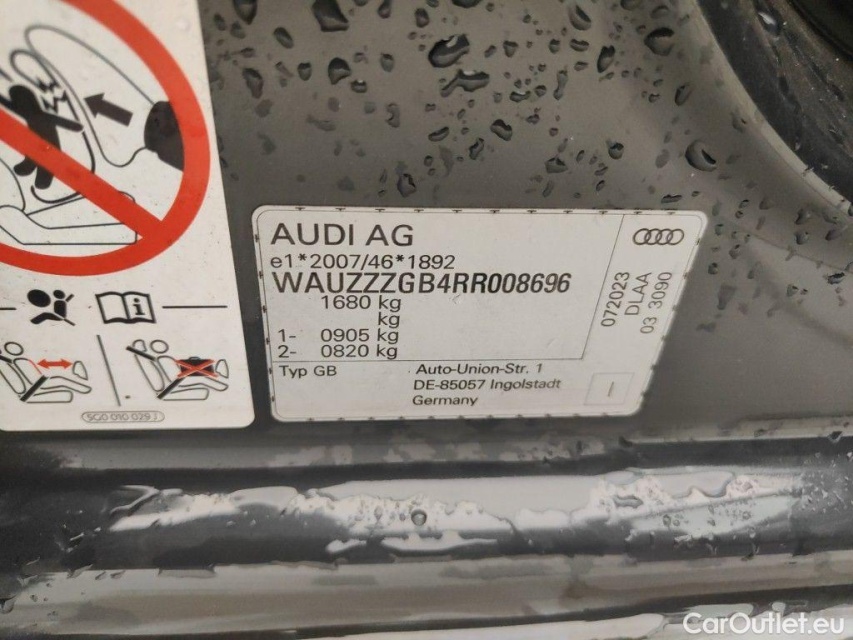 AUDI AG
e1*2007/46*1892
WAUZZZGB4RR008696
1680 kg
kg
1- 0905 kg
2- 0820 kg
Typ GB
Auto-Union-Str. 1
DE-85057 Ingolstadt
Germany
072023
DLAA
03 3090
i
5G0 010 029 J
CarOutlet.eu